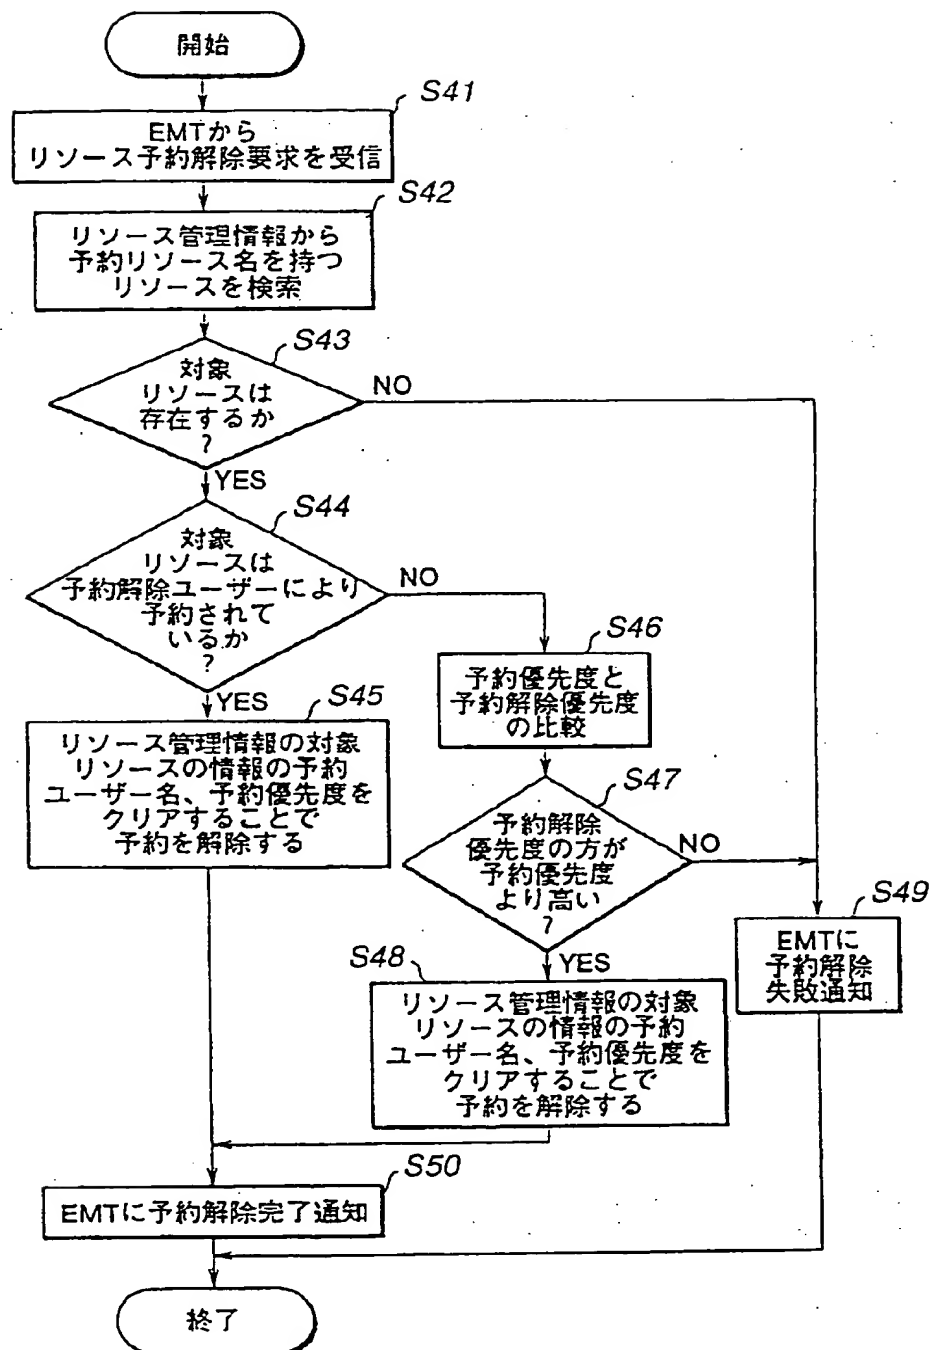 開始
S41
EMTから
リソース予約解除要求を受信
S42
リソース管理情報から
予約リソース名を持つ
リソースを検索
S43
対象
リソースは
存在するか
?
NO
YES
S44
対象
リソースは
予約解除ユーザーにより
予約されて
いるか
?
NO
YES
S45
リソース管理情報の対象
リソースの情報の予約
ユーザー名、予約優先度を
クリアすることで
予約を解除する
S46
予約優先度と
予約解除優先度
の比較
S47
予約解除
優先度の方が
予約優先度
より高い
?
NO
YES
S48
リソース管理情報の対象
リソースの情報の予約
ユーザー名、予約優先度を
クリアすることで
予約を解除する
S49
EMTに
予約解除
失敗通知
S50
EMTに予約解除完了通知
終了